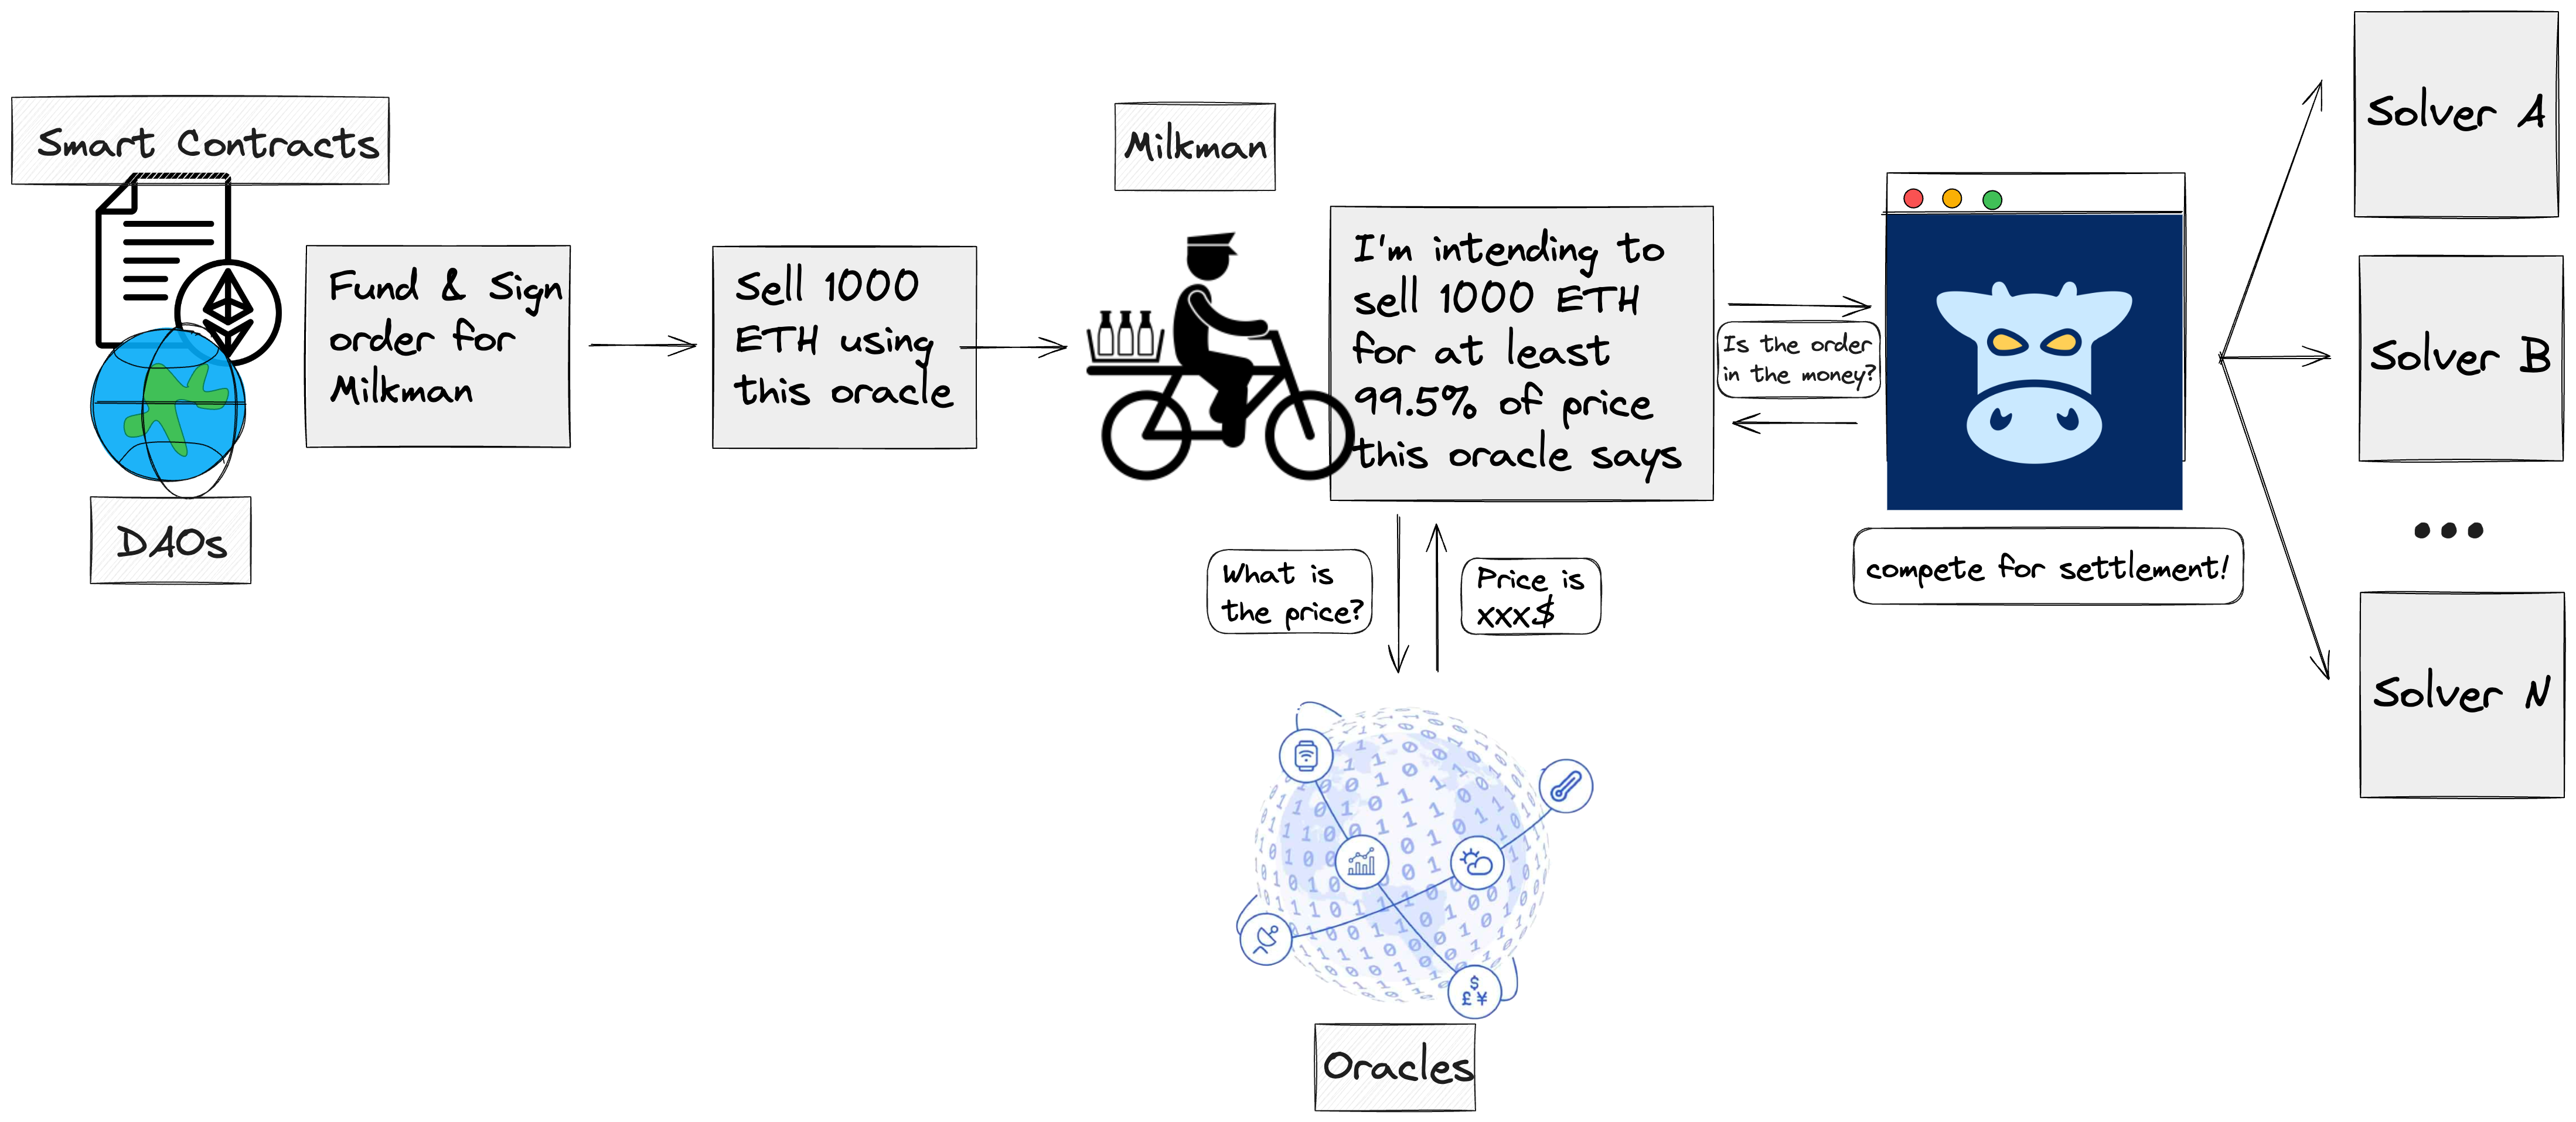 Smart Contracts
DAOs
Fund & Sign
order for
Milkman
Sell 1000
ETH using
this oracle
Milkman
I'm intending to
sell 1000 ETH
for at least
99.5% of price
this oracle says
Is the order
in the money?
What is
the price?
Price is
xxx$
Oracles
compete for settlement!
Solver A
Solver B
...
Solver N